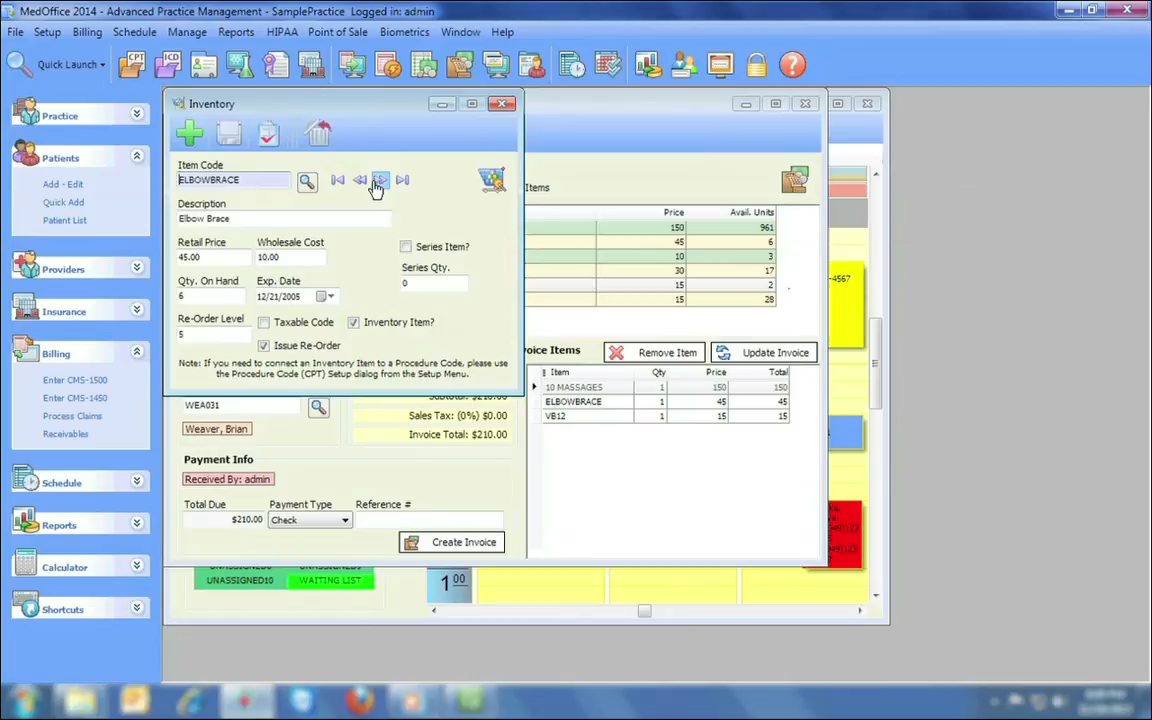 MedOffice 2014 - Advanced Practice Management - SamplePractice Logged in: admin
File Setup Billing Schedule Manage Reports HIPAA Point of Sale Biometrics Window Help
Quick Launch CPT ICD
Practice
Patients
Add - Edit
Quick Add
Patient List
Providers
Insurance
Billing
Enter CMS-1500
Enter CMS-1450
Process Claims
Receivables
Schedule
Reports
Calculator
Shortcuts
Inventory
Item Code
ELBOWBRACE
Description
Elbow Brace
Retail Price Wholesale Cost
45.00 10.00
Series Item?
Series Qty.
0
Qty. On Hand Exp. Date
6 12/21/2005
Re-Order Level
5
Taxable Code Inventory Item?
Issue Re-Order
Note: If you need to connect an Inventory Item to a Procedure Code, please use
the Procedure Code (CPT) Setup dialog from the Setup Menu.
WEA031
Weaver, Brian
Subtotal: $210.00
Sales Tax: (0%) $0.00
Invoice Total: $210.00
Payment Info
Received By: admin
Total Due Payment Type Reference #
$210.00 Check
Create Invoice
Items
Price Avail. Units
150 961
45 6
10 3
30 17
15 2
15 28
voice Items Remove Item Update Invoice
Item Qty Price Total
10 MASSAGES 1 150 150
ELBOWBRACE 1 45 45
VB12 1 15 15
-4567
UNASSIGNED10 WAITING LIST
1 00